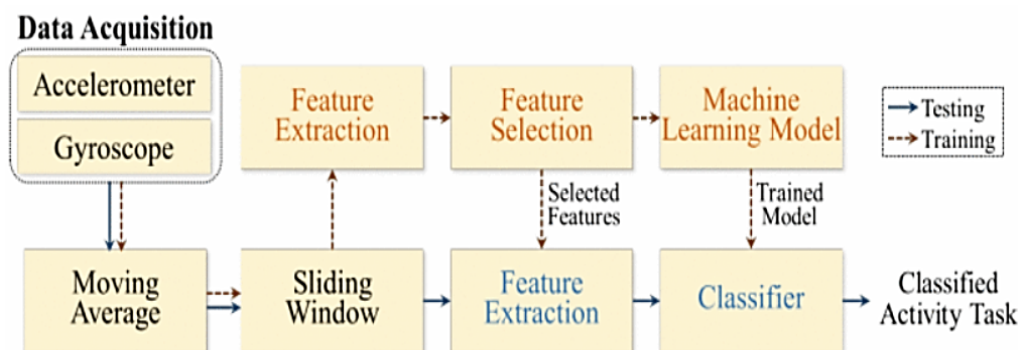 Data Acquisition
Accelerometer
Gyroscope
Feature
Extraction
Feature
Selection
Machine
Learning Model
Testing
Training
Selected
Features
Trained
Model
Moving
Average
Sliding
Window
Feature
Extraction
Classifier
Classified
Activity Task